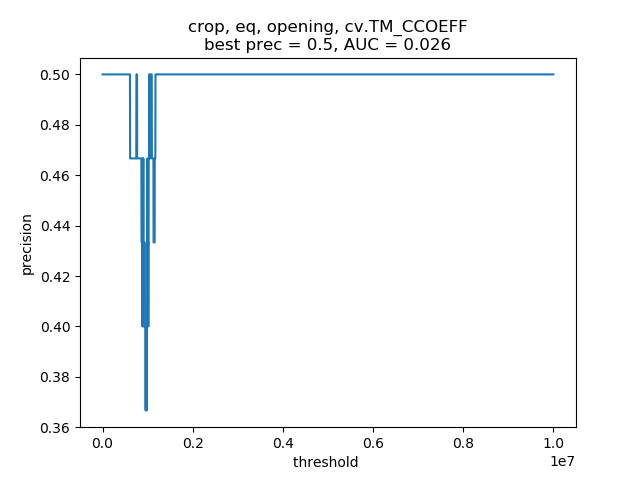 crop, eq, opening, cv.TM_CCOEFF
best prec = 0.5, AUC = 0.026
0.50
0.48
0.46
0.44
0.42
0.40
0.38
0.36
precision
0.0
0.2
0.4
0.6
0.8
1.0
1e7
threshold